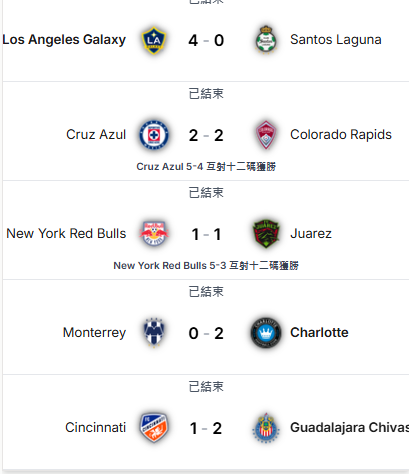 已結束
Los Angeles Galaxy 4 - 0 Santos Laguna
已結束
Cruz Azul 2 - 2 Colorado Rapids
Cruz Azul 5-4 互射十二碼獲勝
已結束
New York Red Bulls 1 - 1 Juarez
New York Red Bulls 5-3 互射十二碼獲勝
已結束
Monterrey 0 - 2 Charlotte
已結束
Cincinnati 1 - 2 Guadalajara Chivas